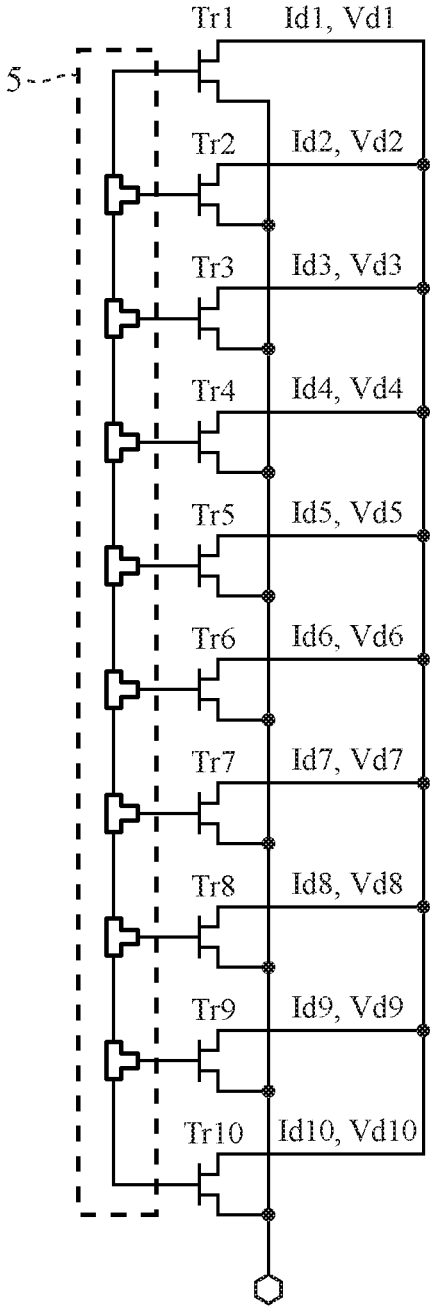 Tr1 Id1, Vd1
5
Tr2 Id2, Vd2
Tr3 Id3, Vd3
Tr4 Id4, Vd4
Tr5 Id5, Vd5
Tr6 Id6, Vd6
Tr7 Id7, Vd7
Tr8 Id8, Vd8
Tr9 Id9, Vd9
Tr10 Id10, Vd10